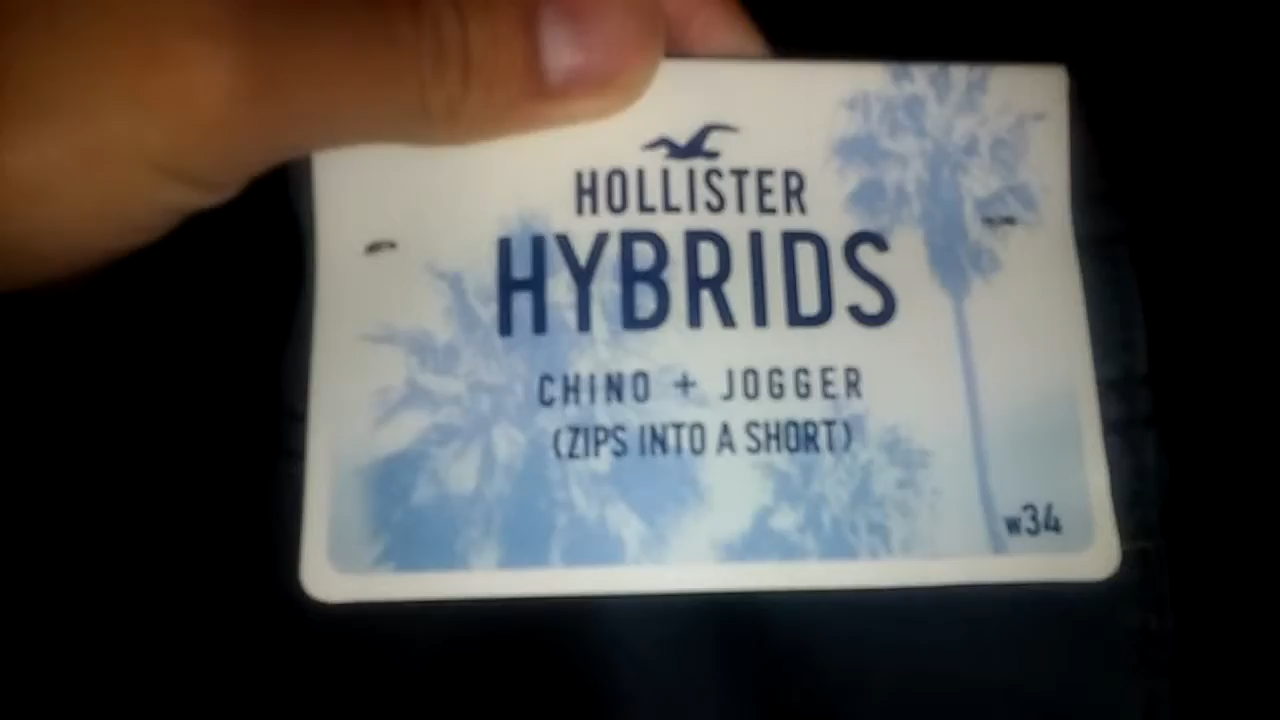 HOLLISTER
HYBRIDS
CHINO + JOGGER
(ZIPS INTO A SHORT)
w34